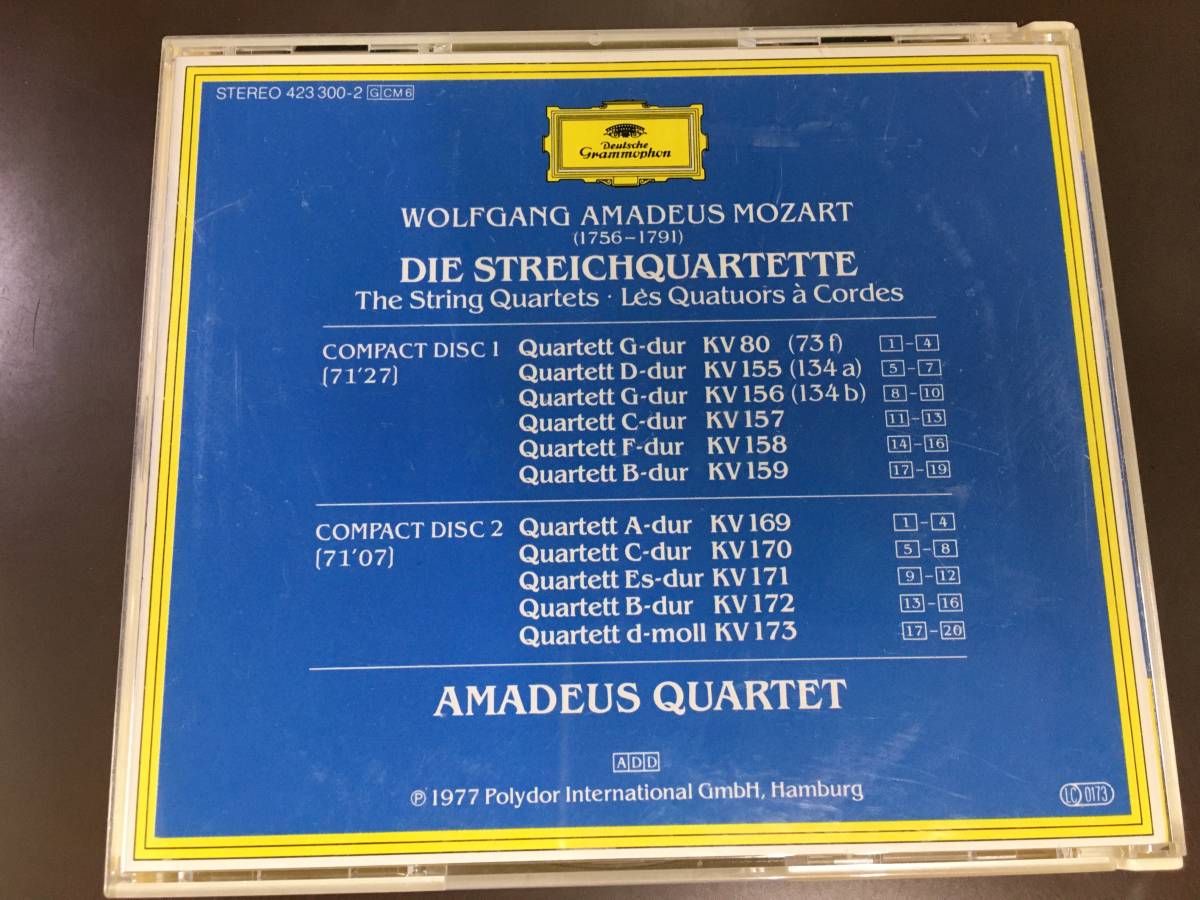 STEREO 423 300-2 GCM6
Deutsche
Grammophon
WOLFGANG AMADEUS MOZART
(1756–1791)
DIE STREICHQUARTETTE
The String Quartets · Les Quatuors à Cordes
COMPACT DISC 1 Quartett G-dur KV 80 (73 f) 1 – 4
(71'27) Quartett D-dur KV 155 (134 a) 5 – 7
Quartett G-dur KV 156 (134 b) 8 – 10
Quartett C-dur KV 157 11 – 13
Quartett F-dur KV 158 14 – 16
Quartett B-dur KV 159 17 – 19
COMPACT DISC 2 Quartett A-dur KV 169 1 – 4
(71'07) Quartett C-dur KV 170 5 – 8
Quartett Es-dur KV 171 9 – 12
Quartett B-dur KV 172 13 – 16
Quartett d-moll KV 173 17 – 20
AMADEUS QUARTET
ADD
℗ 1977 Polydor International GmbH, Hamburg
LC 0173